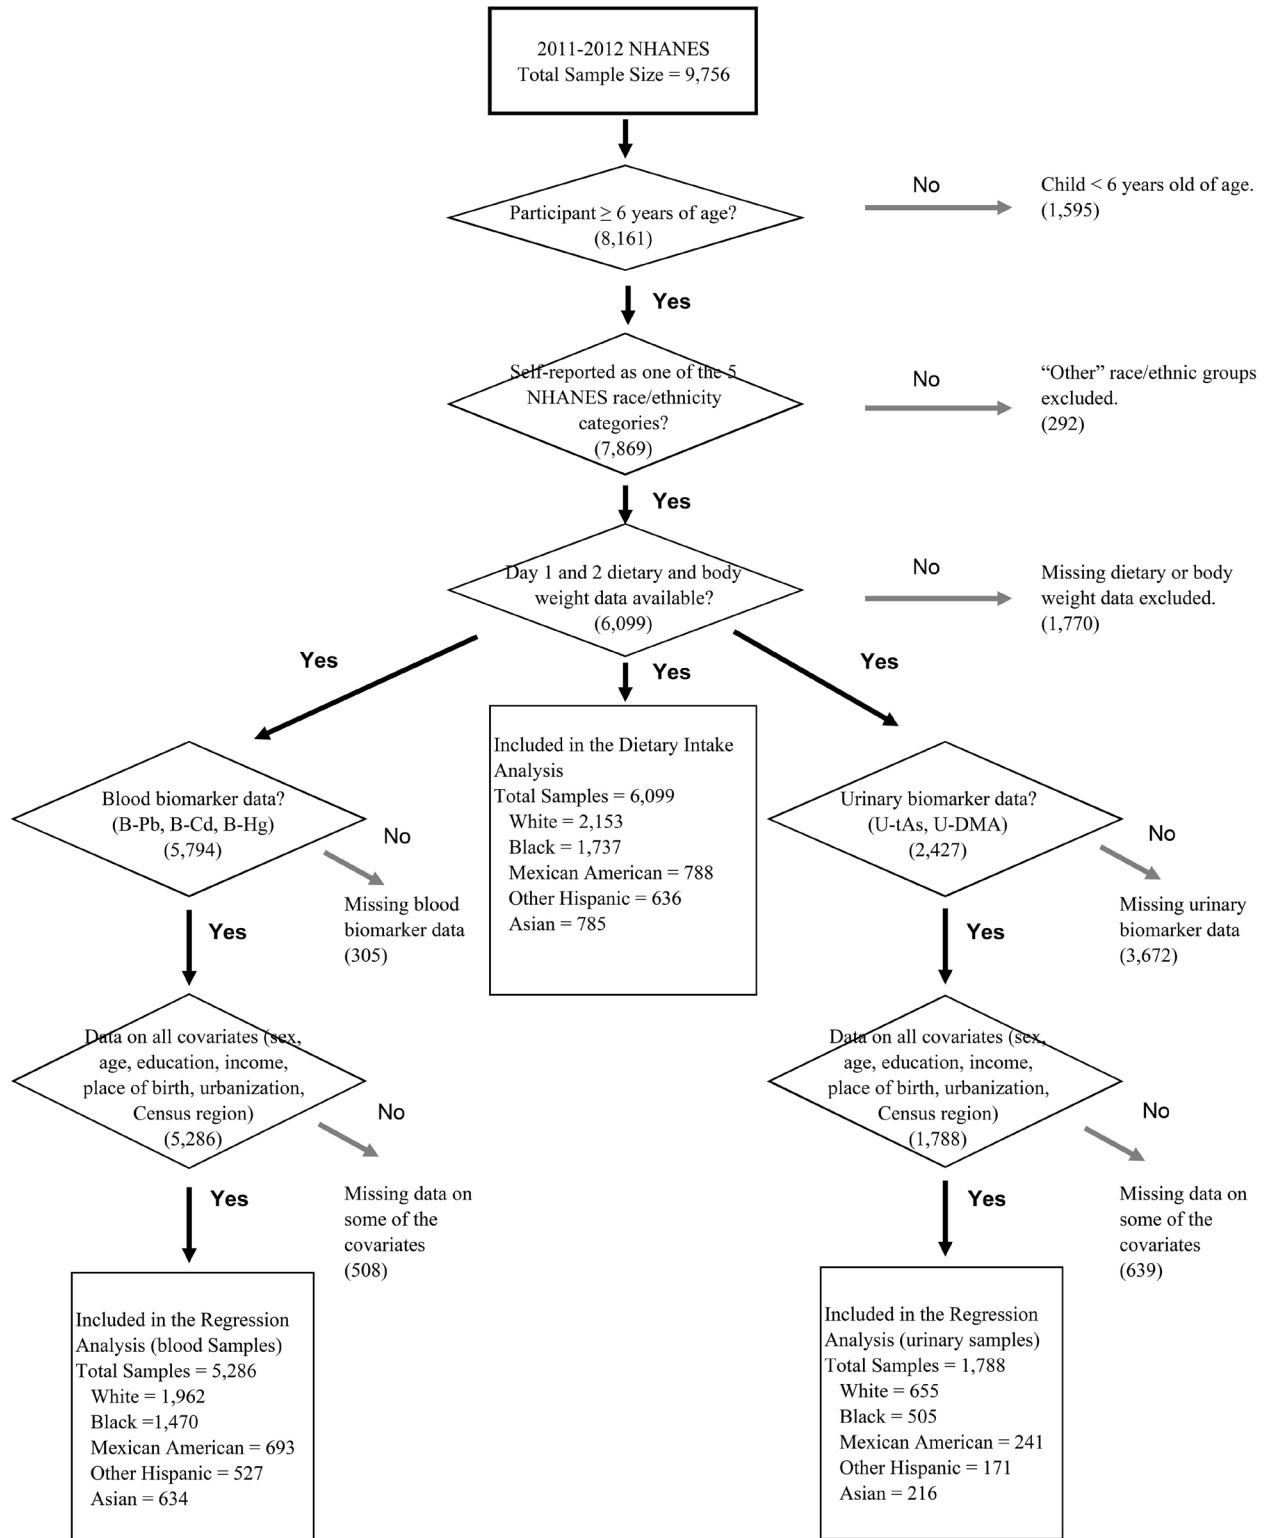 2011-2012 NHANES
Total Sample Size = 9,756
Participant ≥ 6 years of age?
(8,161)
No
Child < 6 years old of age.
(1,595)
Yes
Self-reported as one of the 5
NHANES race/ethnicity
categories?
(7,869)
No
“Other” race/ethnic groups
excluded.
(292)
Yes
Day 1 and 2 dietary and body
weight data available?
(6,099)
No
Missing dietary or body
weight data excluded.
(1,770)
Yes
Yes
Yes
Blood biomarker data?
(B-Pb, B-Cd, B-Hg)
(5,794)
No
Missing blood
biomarker data
(305)
Yes
Included in the Dietary Intake
Analysis
Total Samples = 6,099
White = 2,153
Black = 1,737
Mexican American = 788
Other Hispanic = 636
Asian = 785
Urinary biomarker data?
(U-tAs, U-DMA)
(2,427)
No
Missing urinary
biomarker data
(3,672)
Yes
Data on all covariates (sex,
age, education, income,
place of birth, urbanization,
Census region)
(5,286)
No
Missing data on
some of the
covariates
(508)
Yes
Data on all covariates (sex,
age, education, income,
place of birth, urbanization,
Census region)
(1,788)
No
Missing data on
some of the
covariates
(639)
Yes
Included in the Regression
Analysis (blood Samples)
Total Samples = 5,286
White = 1,962
Black =1,470
Mexican American = 693
Other Hispanic = 527
Asian = 634
Included in the Regression
Analysis (urinary samples)
Total Samples = 1,788
White = 655
Black = 505
Mexican American = 241
Other Hispanic = 171
Asian = 216